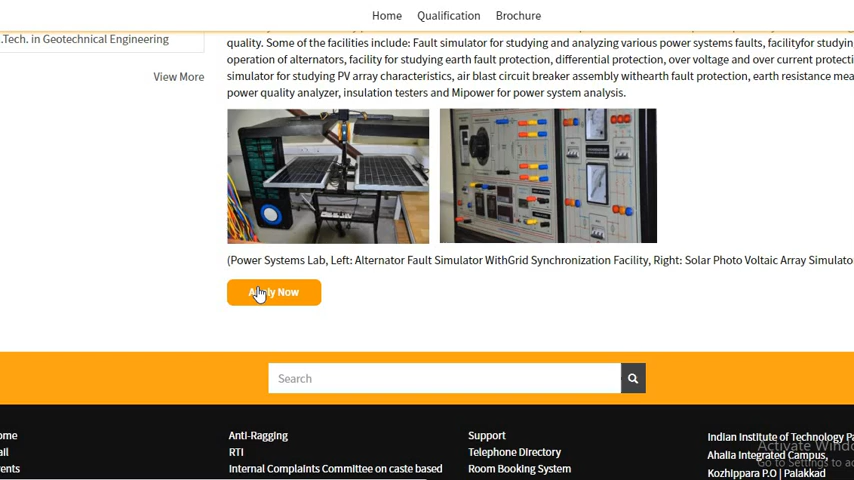 Home Qualification Brochure
.Tech. in Geotechnical Engineering
View More
quality. Some of the facilities include: Fault simulator for studying and analyzing various power systems faults, facilityfor studyin
operation of alternators, facility for studying earth fault protection, differential protection, over voltage and over current protecti
simulator for studying PV array characteristics, air blast circuit breaker assembly withearth fault protection, earth resistance mea
power quality analyzer, insulation testers and Mipower for power system analysis.
(Power Systems Lab, Left: Alternator Fault Simulator WithGrid Synchronization Facility, Right: Solar Photo Voltaic Array Simulato
Apply Now
Search
ome
ail
ents
Anti-Ragging
RTI
Internal Complaints Committee on caste based
Support
Telephone Directory
Room Booking System
Indian Institute of Technology Pa
Ahalia Integrated Campus,
Kozhippara P.O | Palakkad
Activate Windo
Go to Settings to ac